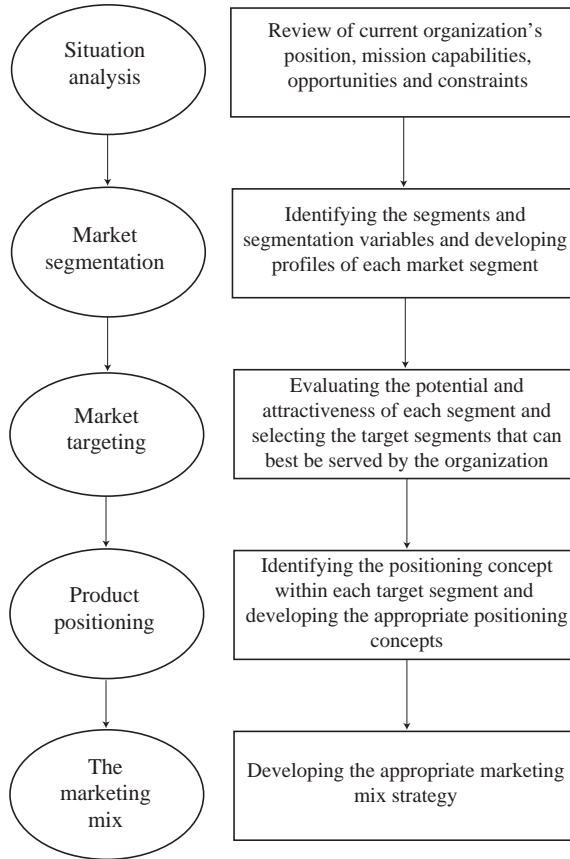 Situation
analysis
Review of current organization's
position, mission capabilities,
opportunities and constraints
Market
segmentation
Identifying the segments and
segmentation variables and developing
profiles of each market segment
Market
targeting
Evaluating the potential and
attractiveness of each segment and
selecting the target segments that can
best be served by the organization
Product
positioning
Identifying the positioning concept
within each target segment and
developing the appropriate positioning
concepts
The
marketing
mix
Developing the appropriate marketing
mix strategy